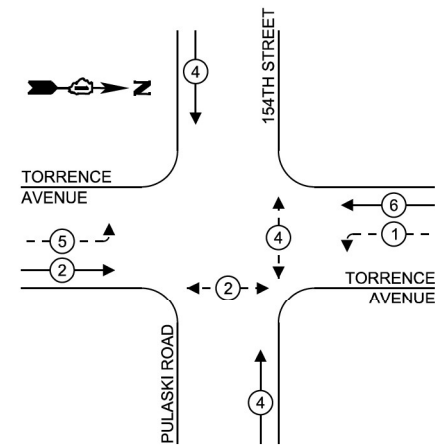 4
154TH STREET
N
TORRENCE
AVENUE
6
5
4
1
2
2
TORRENCE
AVENUE
PULASKI ROAD
4